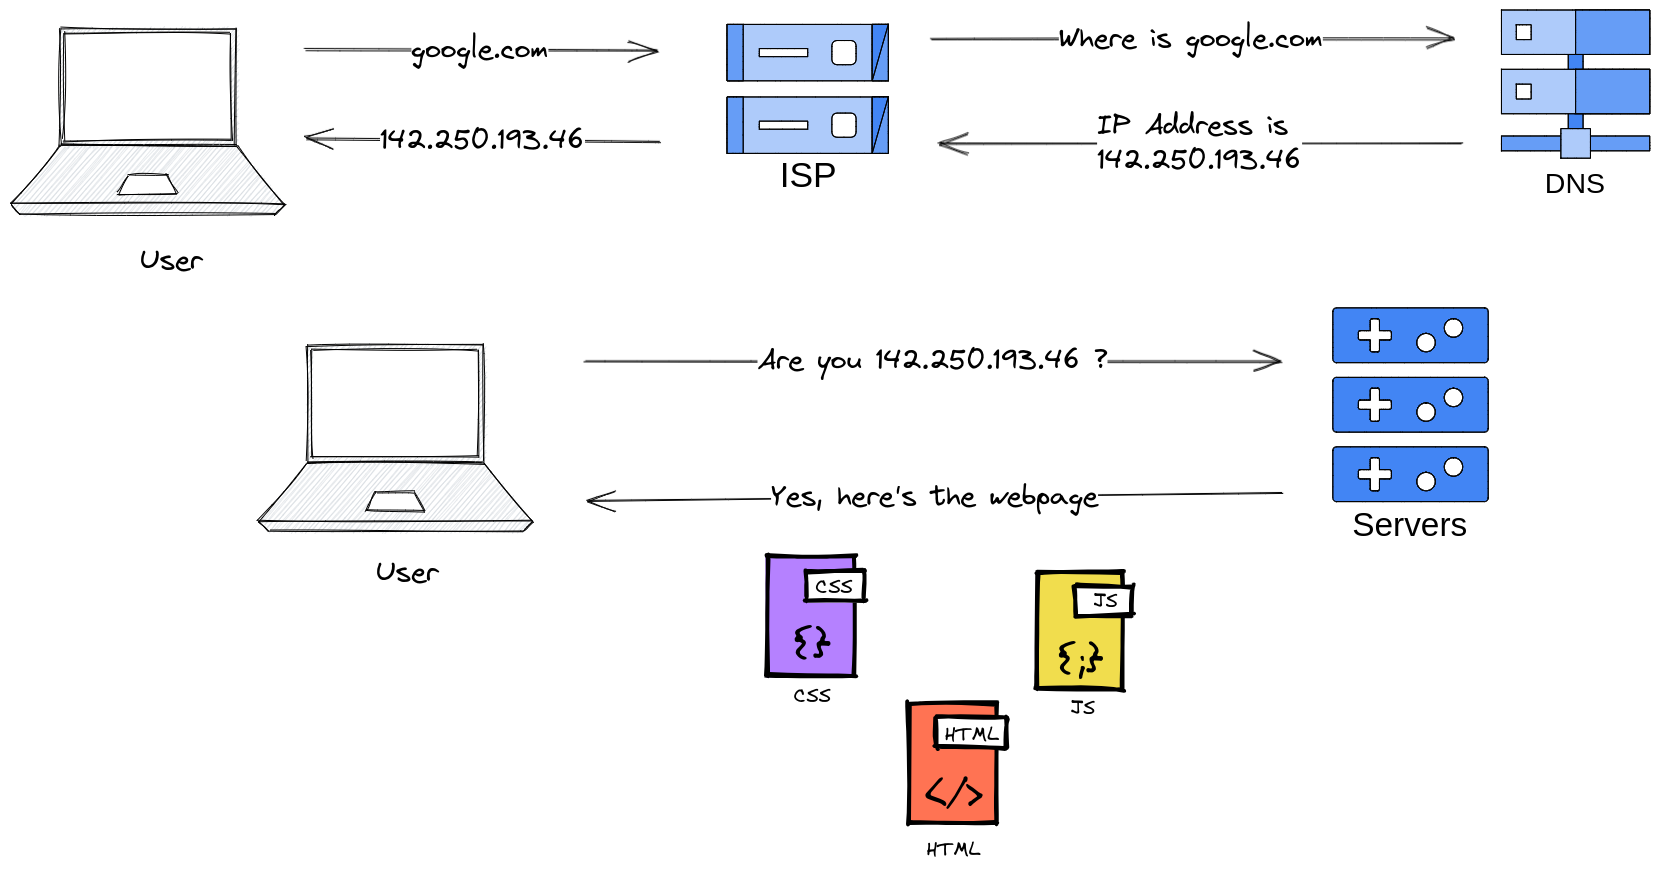 google.com
Where is google.com
142.250.193.46
IP Address is
142.250.193.46
ISP
DNS
User
Are you 142.250.193.46 ?
Yes, here's the webpage
Servers
User
CSS
{}
CSS
JS
{;}
JS
HTML
</>
HTML